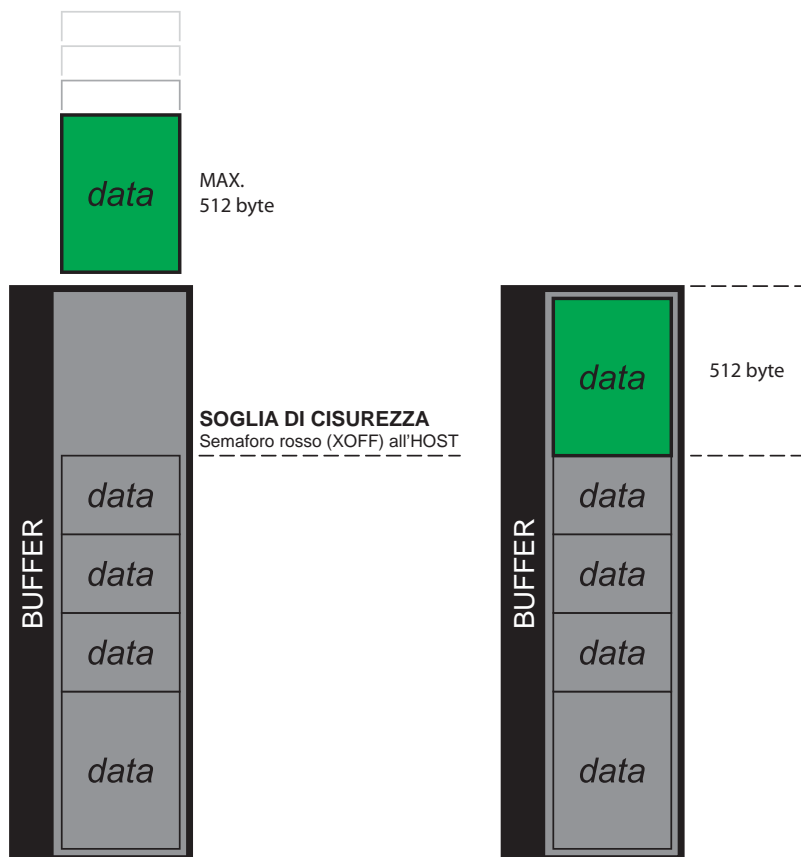 data
MAX.
512 byte
data
512 byte
SOGLIA DI CISUREZZA
Semaforo rosso (XOFF) all'HOST
data
data
data
data
BUFFER
data
data
data
data
BUFFER